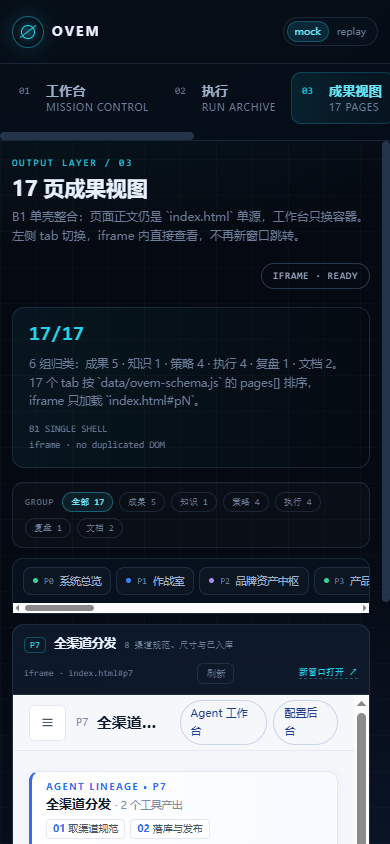 OVEM
mock replay
01 工作台 MISSION CONTROL
02 执行 RUN ARCHIVE
03 成果视图 17 PAGES
OUTPUT LAYER / 03
17 页成果视图
B1 单壳整合：页面正文仍是 `index.html` 单源，工作台只换容器。
左侧 tab 切换，iframe 内直接查看，不再新窗口跳转。
IFRAME · READY
17/17
6 组归类：成果 5 · 知识 1 · 策略 4 · 执行 4 · 复盘 1 · 文档 2。
17 个 tab 按 `data/ovem-schema.js` 的 pages[] 排序，
iframe 只加载 `index.html#pN`。
B1 SINGLE SHELL
iframe · no duplicated DOM
GROUP 全部 17 成果 5 知识 1 策略 4 执行 4
复盘 1 文档 2
P0 系统总览 P1 作战室 P2 品牌资产中枢 P3 产品
P7 全渠道分发 8 渠道规范、尺寸与已入库
iframe · index.html#p7 刷新 新窗口打开 ↗
P7 全渠道... Agent 工作台 配置后台
AGENT LINEAGE • P7
全渠道分发 · 2 个工具产出
01 取渠道规范 02 落库与发布